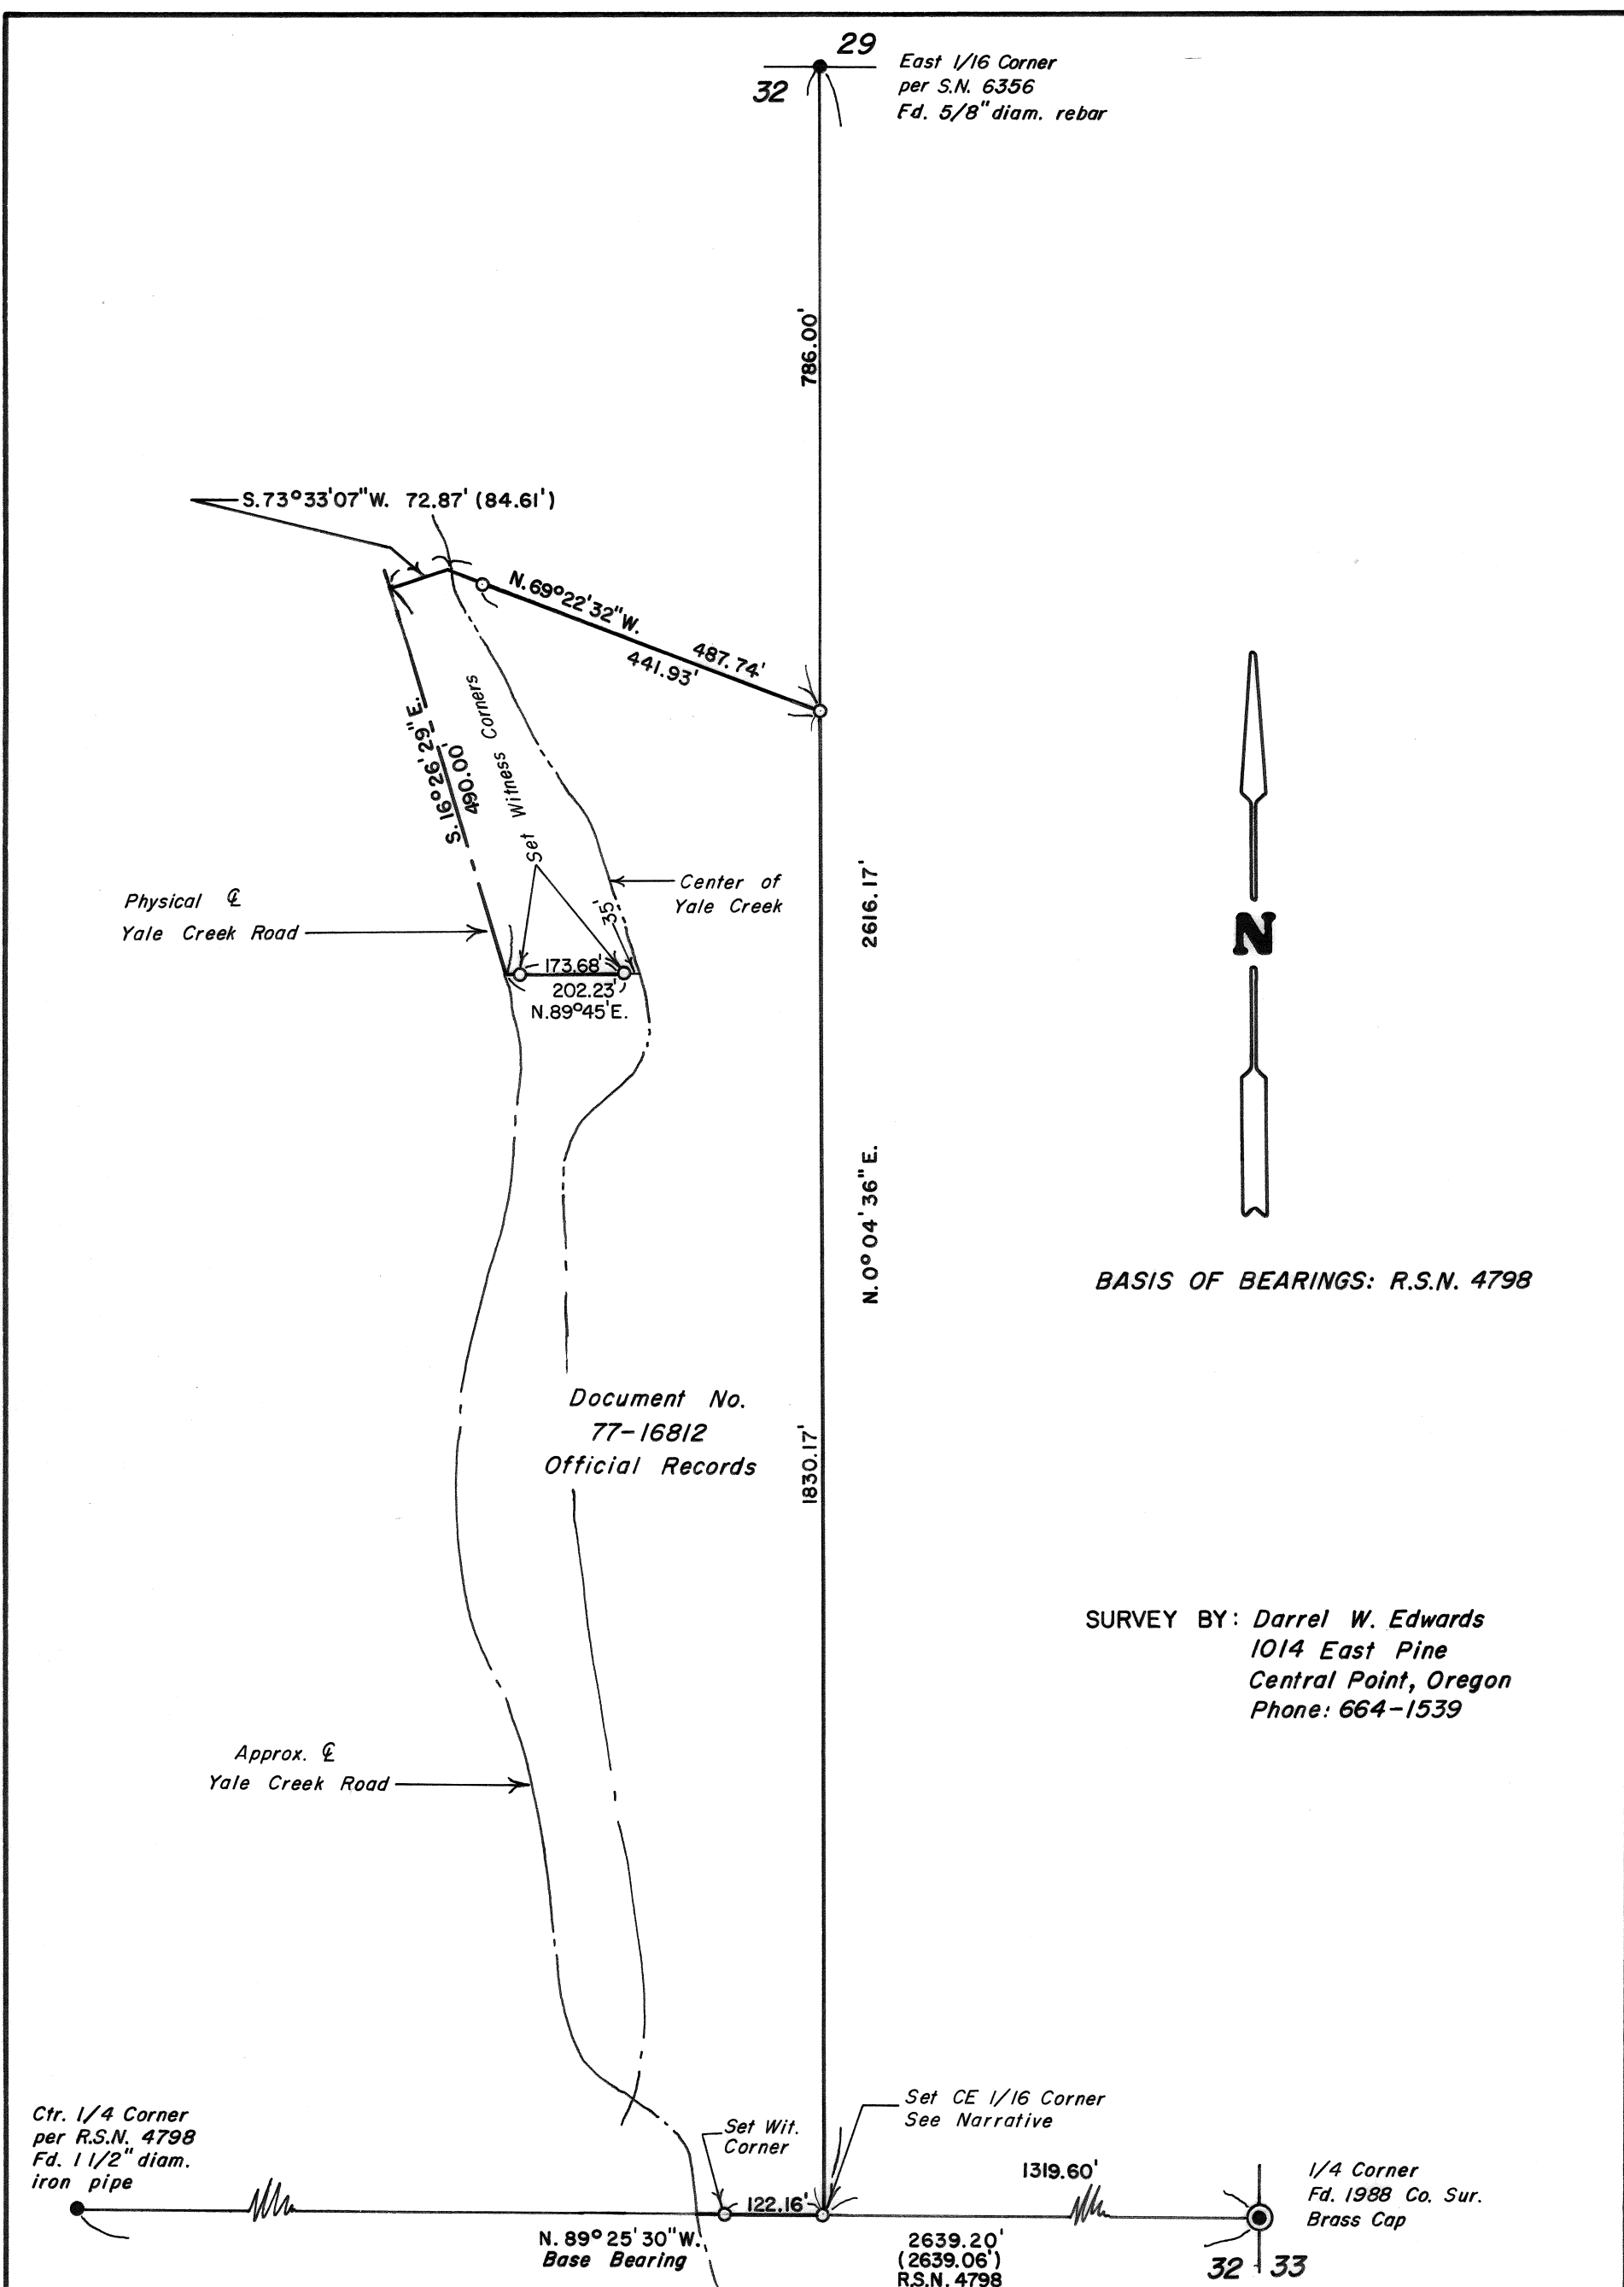 29
32
East 1/16 Corner
per S.N. 6356
Fd. 5/8" diam. rebar
786.00'
S.73°33'07"W. 72.87' (84.61')
N.69°22'32"W.
487.74'
441.93'
S.16°26'29"E.
490.00'
Set Witness Corners
Physical ℄
Yale Creek Road
Center of
Yale Creek
35'
173.68'
202.23'
N.89°45'E.
2616.17'
N.0°04'36"E.
N
BASIS OF BEARINGS: R.S.N. 4798
Document No.
77-16812
Official Records
1830.17'
SURVEY BY: Darrel W. Edwards
1014 East Pine
Central Point, Oregon
Phone: 664-1539
Approx. ℄
Yale Creek Road
Ctr. 1/4 Corner
per R.S.N. 4798
Fd. 1 1/2" diam.
iron pipe
Set Wit.
Corner
Set CE 1/16 Corner
See Narrative
1319.60'
1/4 Corner
Fd. 1988 Co. Sur.
Brass Cap
122.16'
N. 89°25'30"W.
Base Bearing
2639.20'
(2639.06')
R.S.N. 4798
32 33